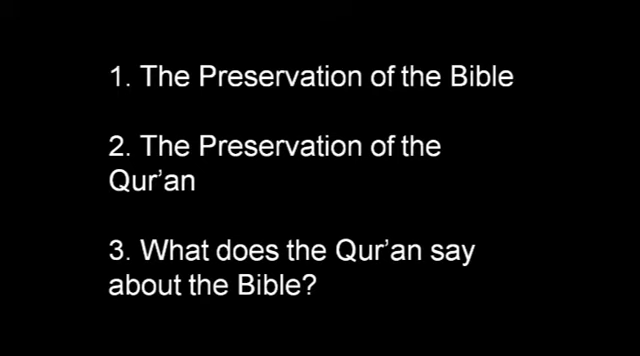 1. The Preservation of the Bible
2. The Preservation of the
Qur’an
3. What does the Qur’an say
about the Bible?